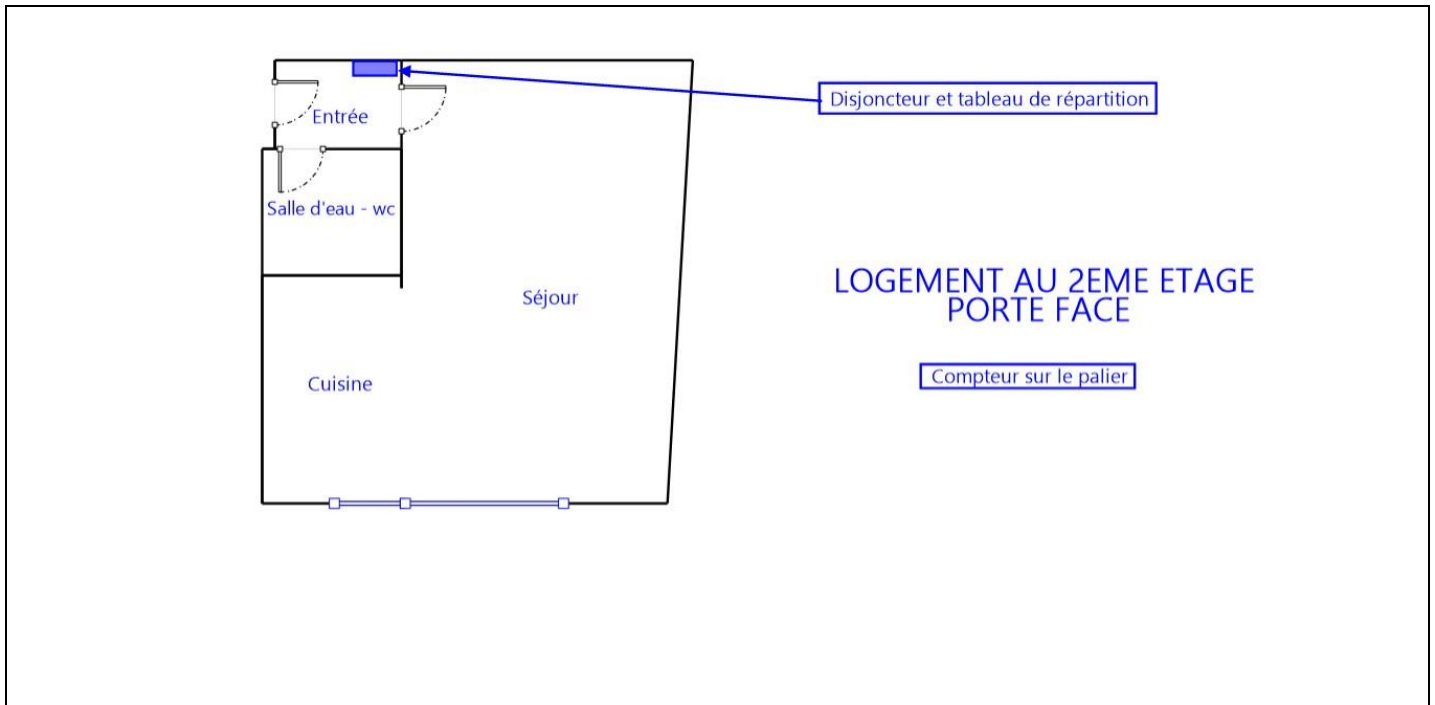 Disjoncteur et tableau de répartition
Entrée
Salle d'eau - wc
Séjour
LOGEMENT AU 2EME ETAGE
PORTE FACE
Cuisine
Compteur sur le palier